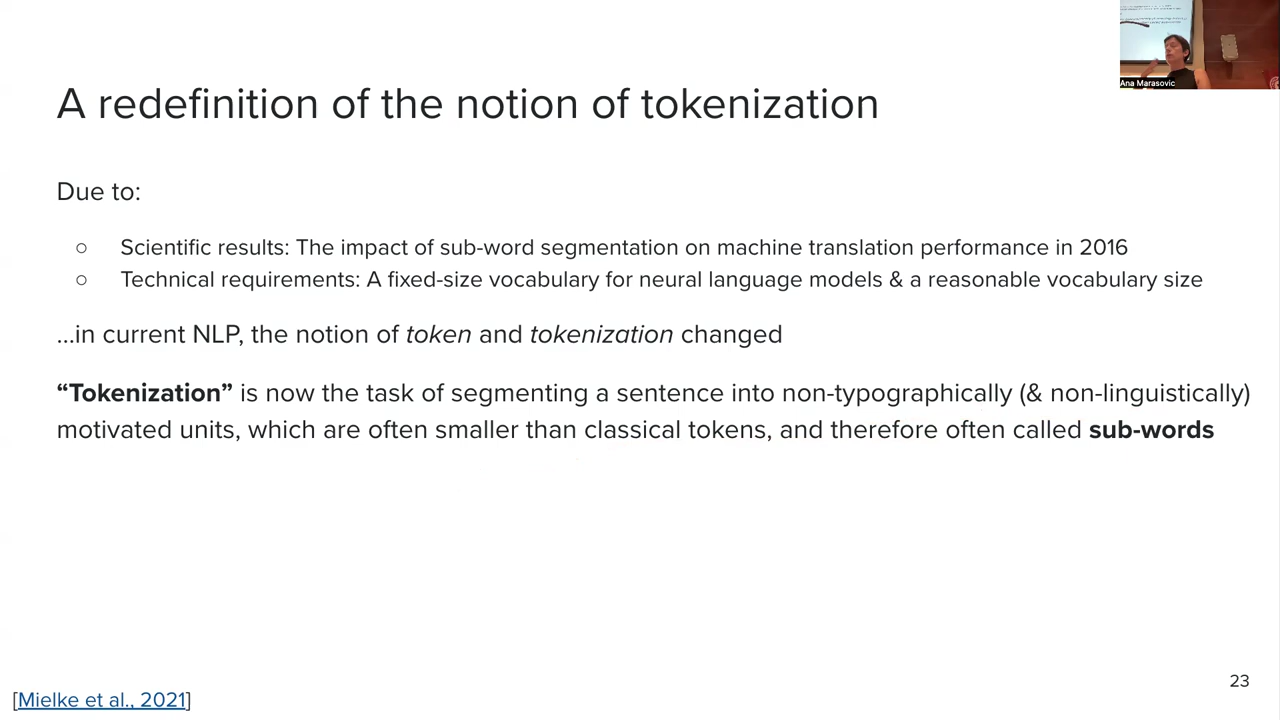 Ana Marasovic
A redefinition of the notion of tokenization
Due to:
○ Scientific results: The impact of sub-word segmentation on machine translation performance in 2016
○ Technical requirements: A fixed-size vocabulary for neural language models & a reasonable vocabulary size
…in current NLP, the notion of token and tokenization changed
“Tokenization” is now the task of segmenting a sentence into non-typographically (& non-linguistically)
motivated units, which are often smaller than classical tokens, and therefore often called sub-words
23
[Mielke et al., 2021]